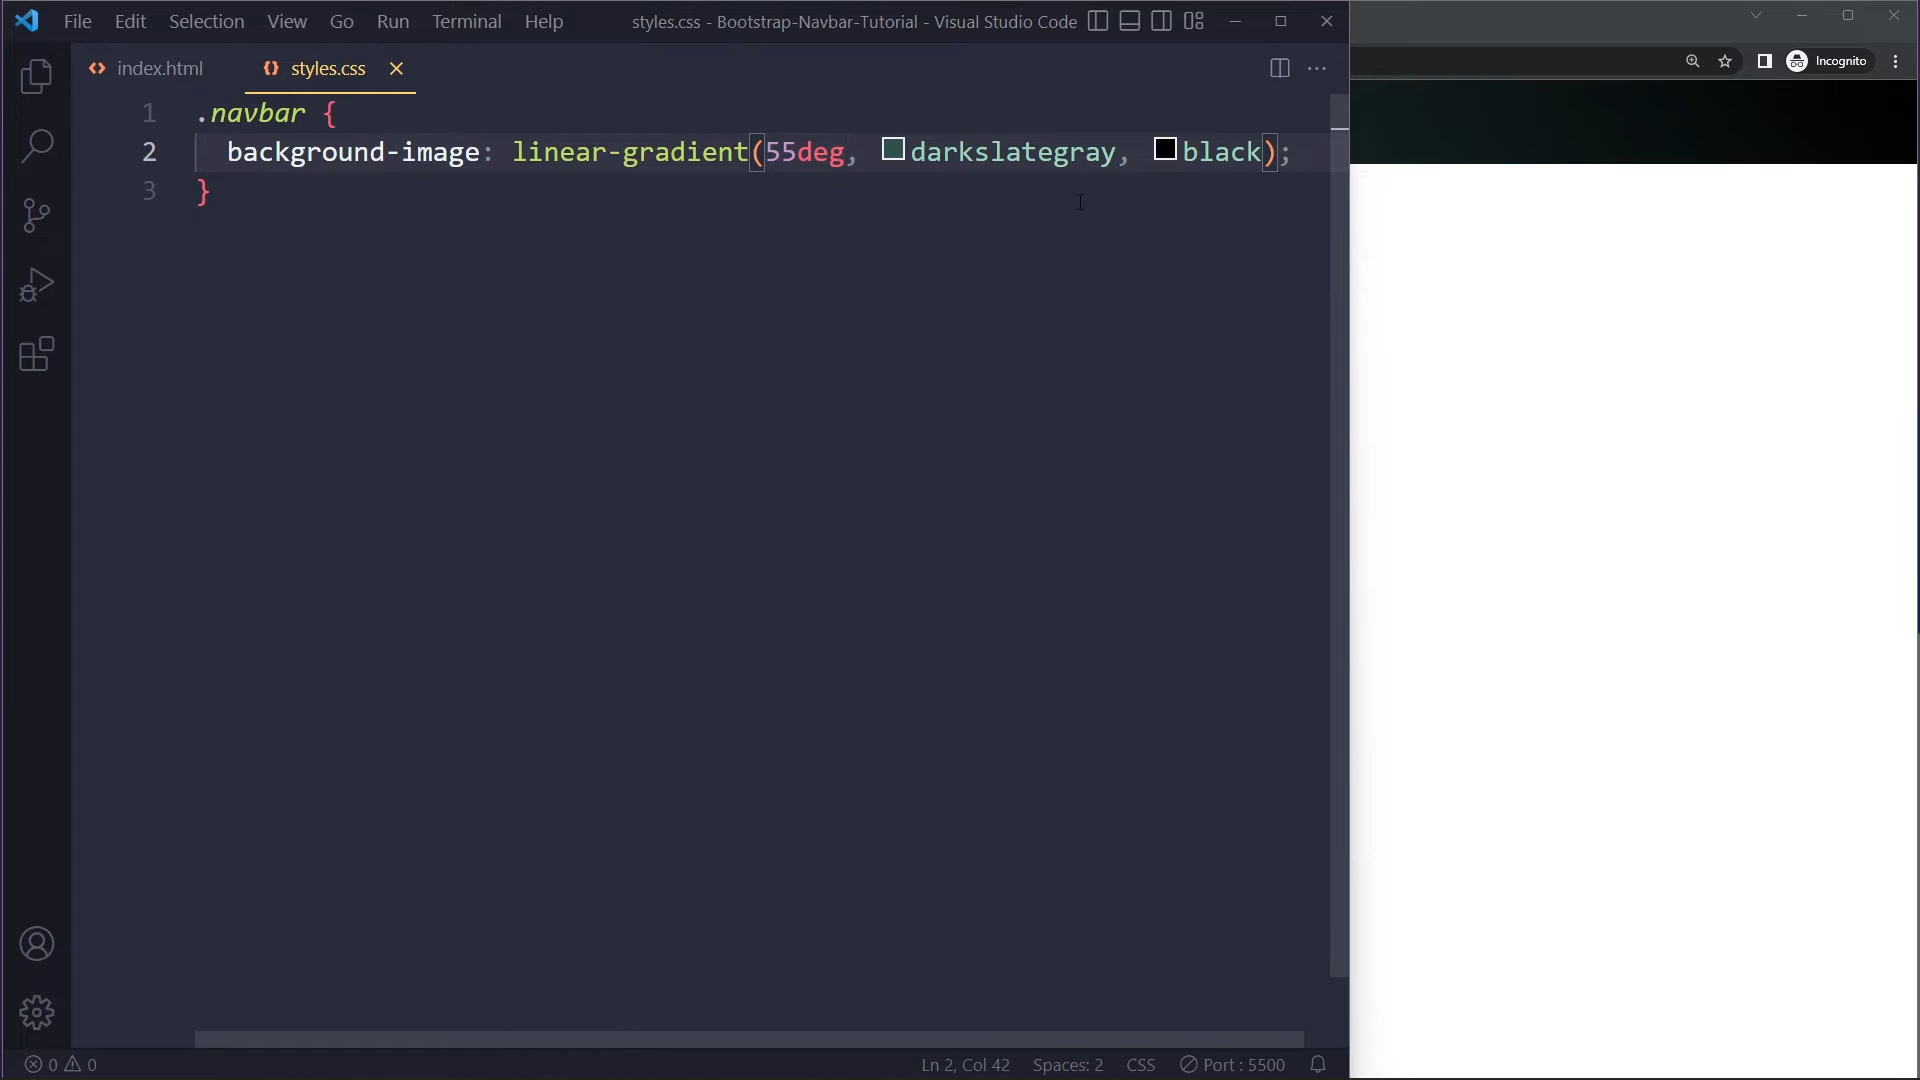 File Edit Selection View Go Run Terminal Help styles.css - Bootstrap-Navbar-Tutorial - Visual Studio Code
Incognito
index.html styles.css
1 .navbar {
2 background-image: linear-gradient(55deg, darkslategray, black);
3 }
0 0 Ln 2, Col 42 Spaces: 2 CSS Port : 5500